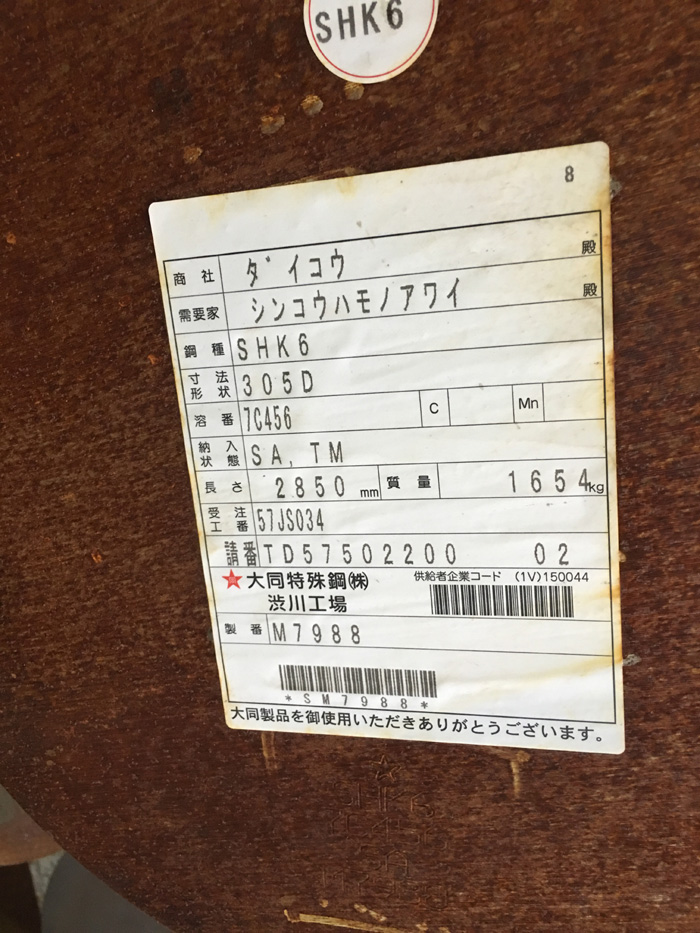 SHK6
8
商社 ダイコウ 殿
需要家 シンコウハモノアワイ 殿
鋼種 SHK6
寸法形状 305D
溶番 7C456 C Mn
納入状態 SA, TM
長さ 2850 mm 質量 1654 kg
受注工番 57JS034
請番 TD57502200 02
大同特殊鋼㈱ 供給者企業コード (1V)150044
渋川工場
製番 M7988
*SM7988*
大同製品を御使用いただきありがとうございます。
SHK6